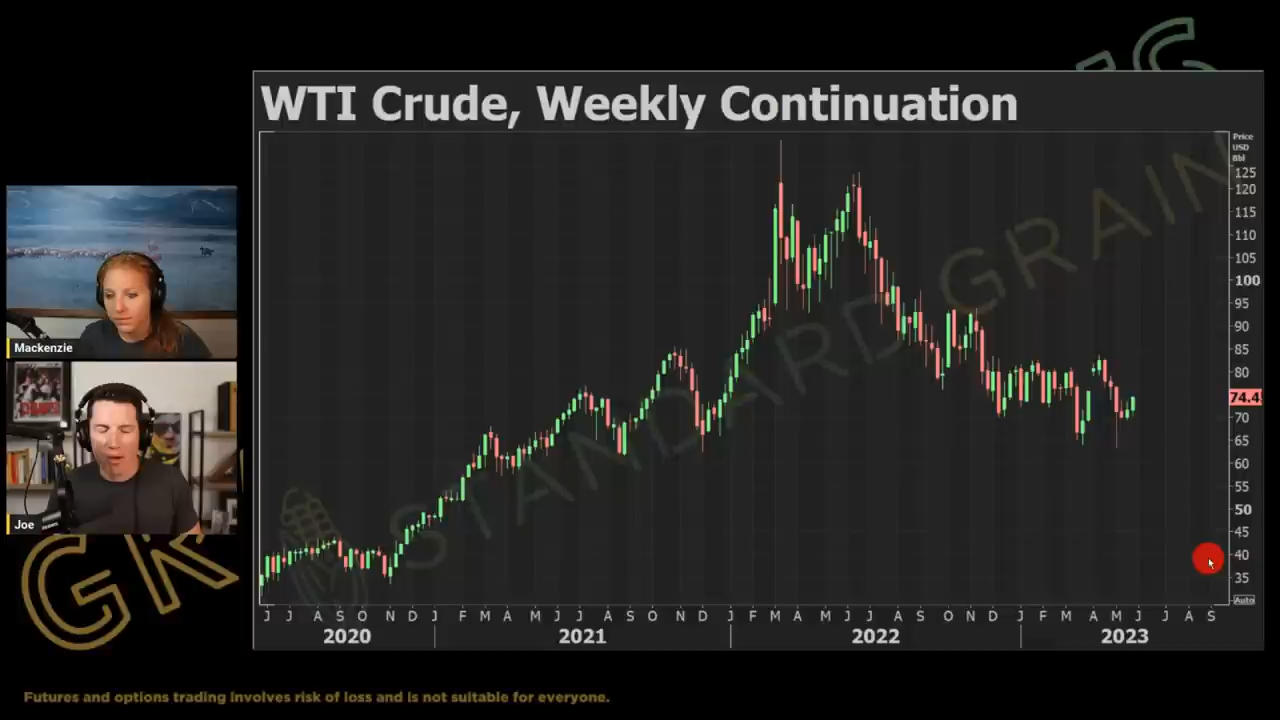 WTI Crude, Weekly Continuation
Price
USD
Bbl
125
120
115
110
105
100
95
90
85
80
74.4
70
65
60
55
50
45
40
35
Auto
STANDARD GRAIN
J J A S O N D J F M A M J J A S O N D J F M A M J J A S O N D J F M A M J J A S
2020 2021 2022 2023
Mackenzie
Joe
GR
Futures and options trading involves risk of loss and is not suitable for everyone.